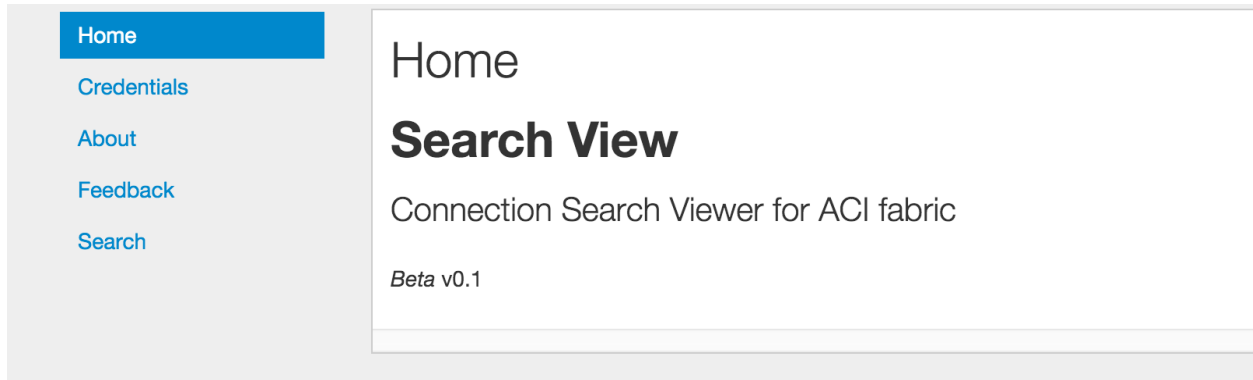 Home
Credentials
About
Feedback
Search
Home
Search View
Connection Search Viewer for ACI fabric
Beta v0.1